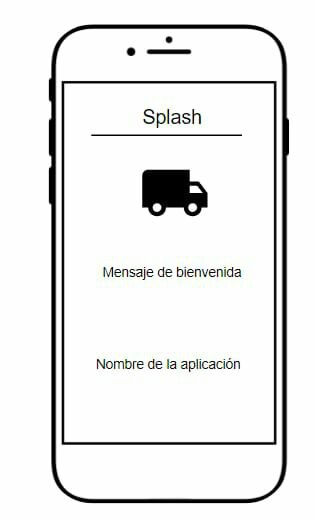 Splash
Mensaje de bienvenida
Nombre de la aplicación